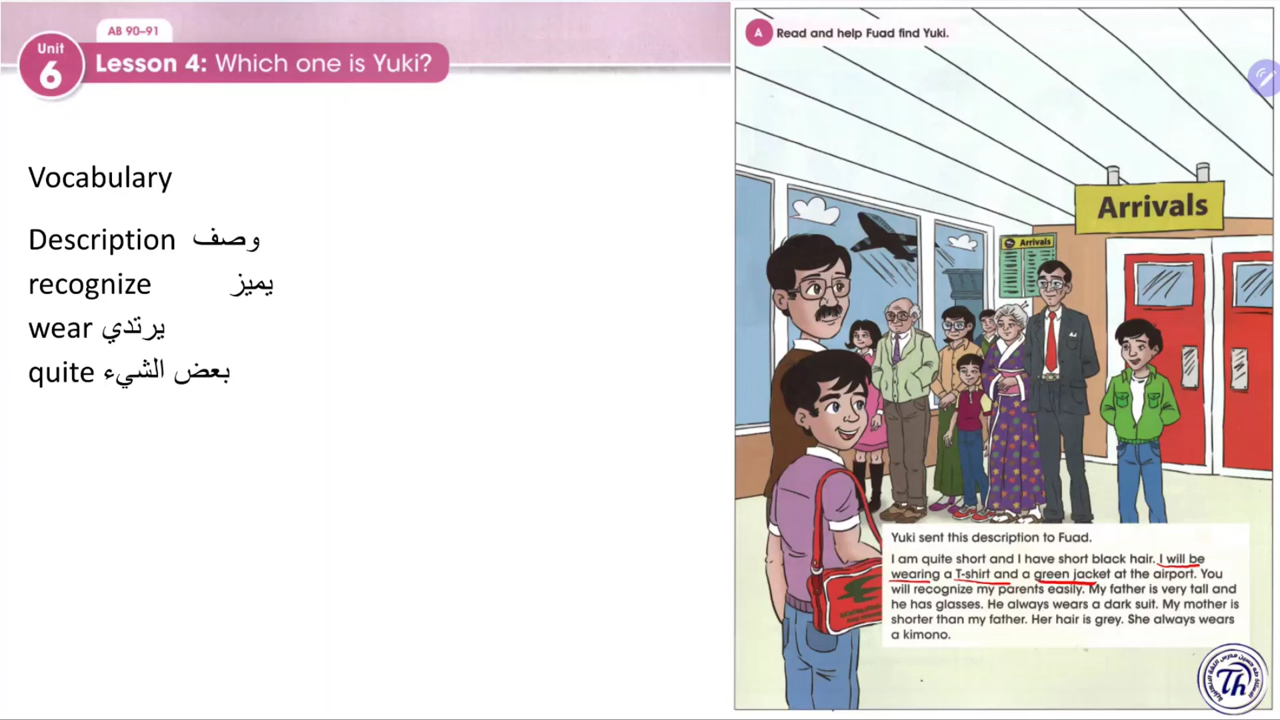 AB 90–91
Unit
6
Lesson 4: Which one is Yuki?
Vocabulary
Description وصف
recognize يميز
wear يرتدي
quite بعض الشيء
A Read and help Fuad find Yuki.
Arrivals
Arrivals
Yuki sent this description to Fuad.
I am quite short and I have short black hair. I will be
wearing a T-shirt and a green jacket at the airport. You
will recognize my parents easily. My father is very tall and
he has glasses. He always wears a dark suit. My mother is
shorter than my father. Her hair is grey. She always wears
a kimono.
Th